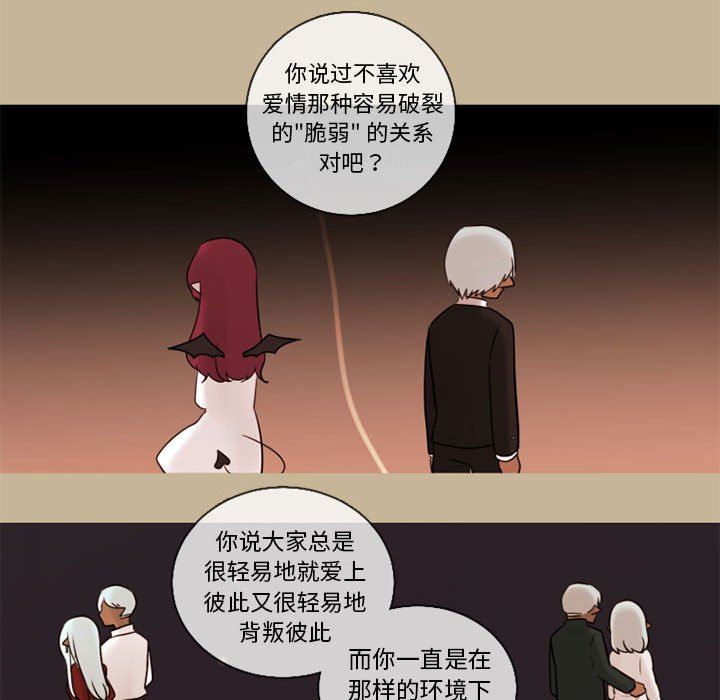 你说过不喜欢
爱情那种容易破裂
的"脆弱" 的关系
对吧？
你说大家总是
很轻易地就爱上
彼此又很轻易地
背叛彼此
而你一直是在
那样的环境下